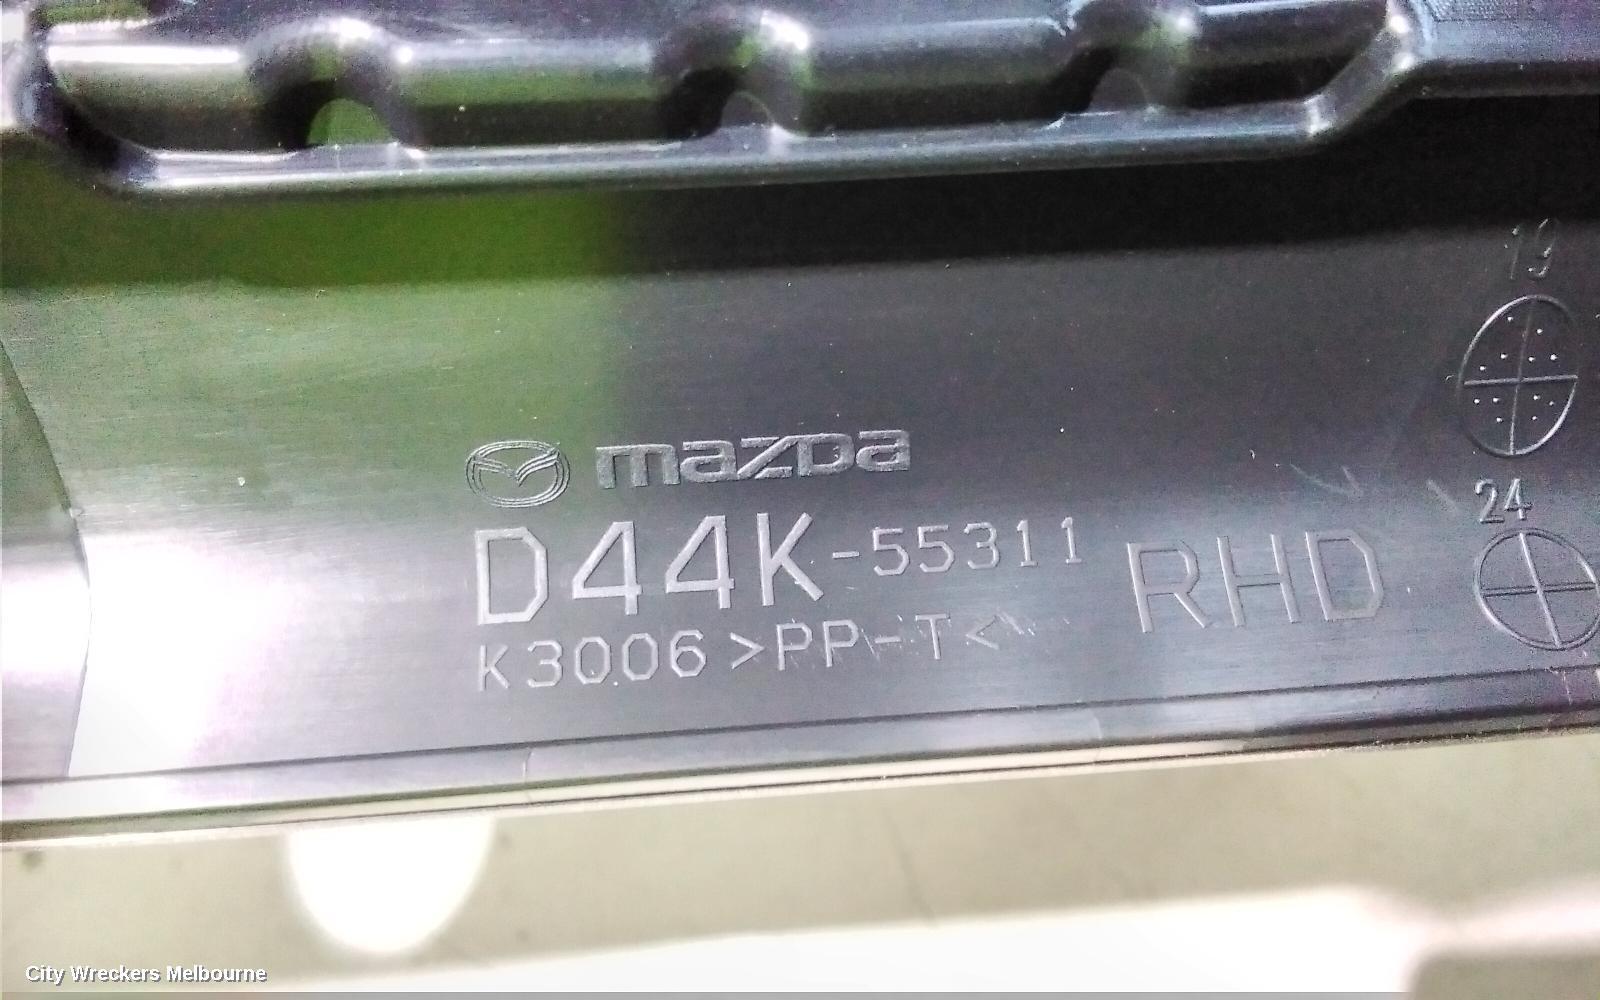 19
mazda
24
D44K-55311 RHD
K3006 >PP-T<
City Wreckers Melbourne